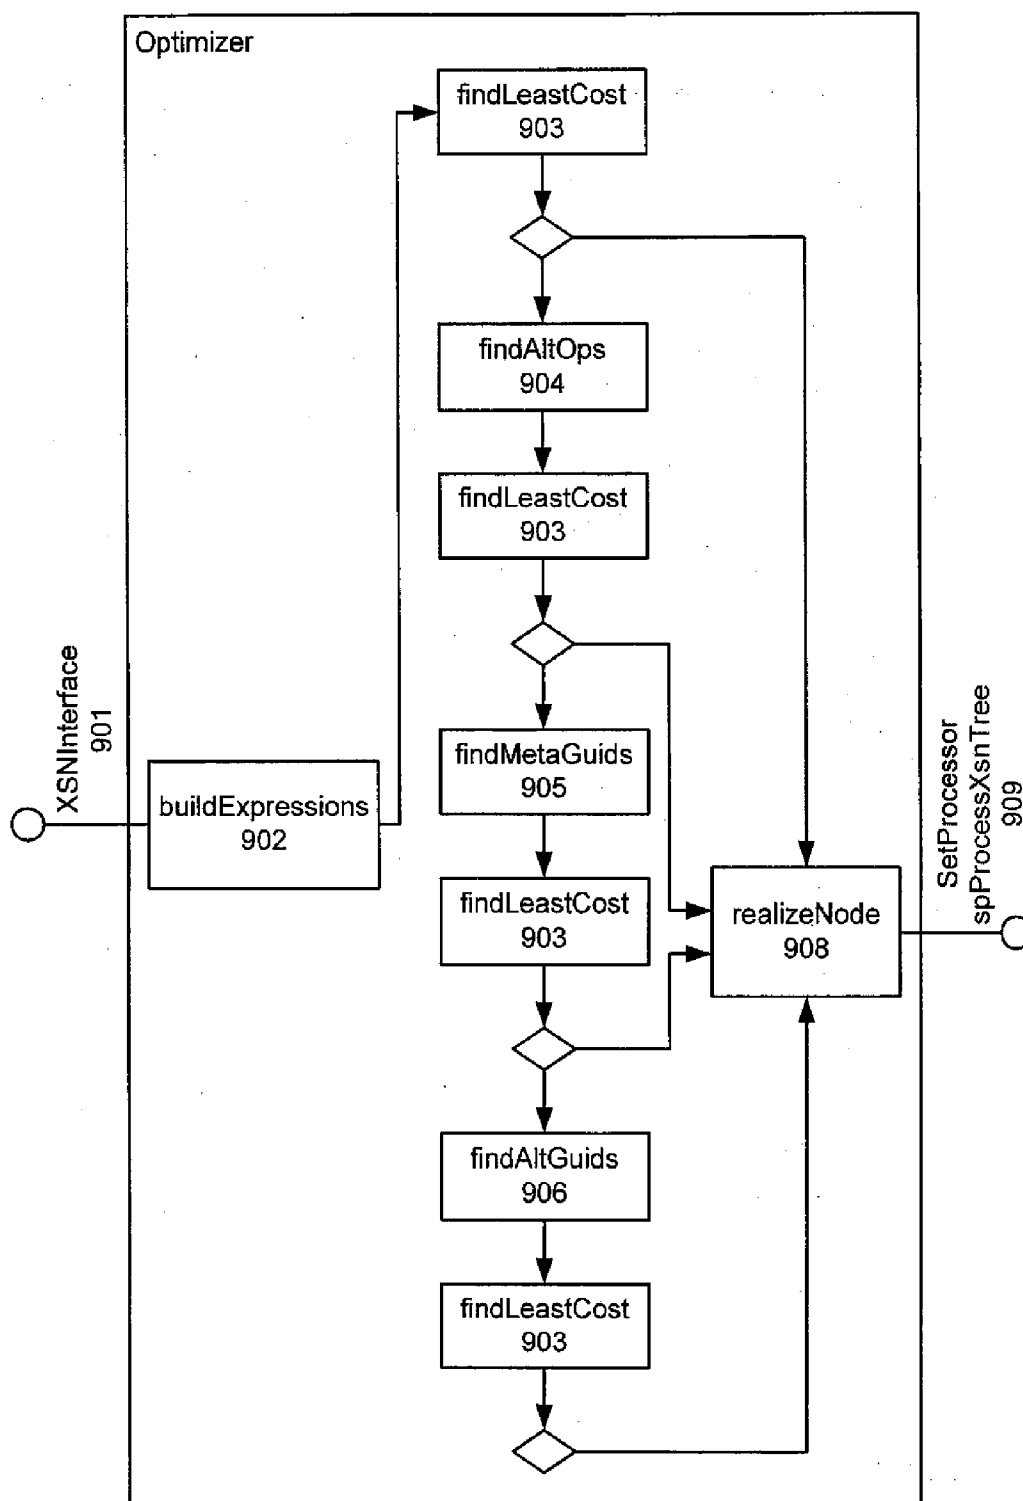 Optimizer
findLeastCost
903
findAltOps
904
findLeastCost
903
XSNInterface
901
findMetaGuids
905
buildExpressions
902
findLeastCost
903
realizeNode
908
SetProcessor
spProcessXsnTree
909
findAltGuids
906
findLeastCost
903